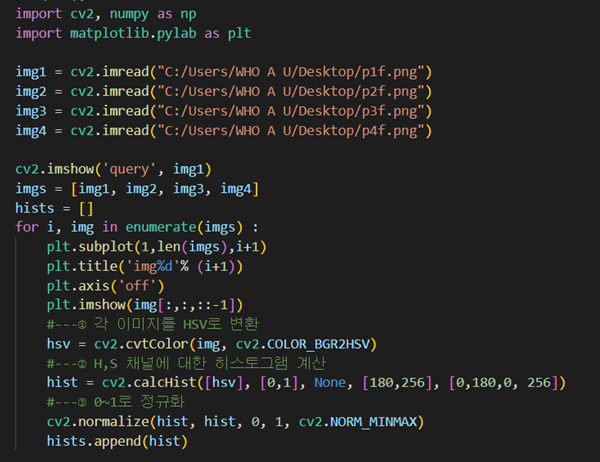 import cv2, numpy as np
import matplotlib.pylab as plt
img1 = cv2.imread("C:/Users/WHO A U/Desktop/p1f.png")
img2 = cv2.imread("C:/Users/WHO A U/Desktop/p2f.png")
img3 = cv2.imread("C:/Users/WHO A U/Desktop/p3f.png")
img4 = cv2.imread("C:/Users/WHO A U/Desktop/p4f.png")
cv2.imshow('query', img1)
imgs = [img1, img2, img3, img4]
hists = []
for i, img in enumerate(imgs) :
    plt.subplot(1,len(imgs),i+1)
    plt.title('img%d'% (i+1))
    plt.axis('off')
    plt.imshow(img[:,:,::-1])
    #---① 각 이미지를 HSV로 변환
    hsv = cv2.cvtColor(img, cv2.COLOR_BGR2HSV)
    #---② H,S 채널에 대한 히스토그램 계산
    hist = cv2.calcHist([hsv], [0,1], None, [180,256], [0,180,0, 256])
    #---③ 0~1로 정규화
    cv2.normalize(hist, hist, 0, 1, cv2.NORM_MINMAX)
    hists.append(hist)